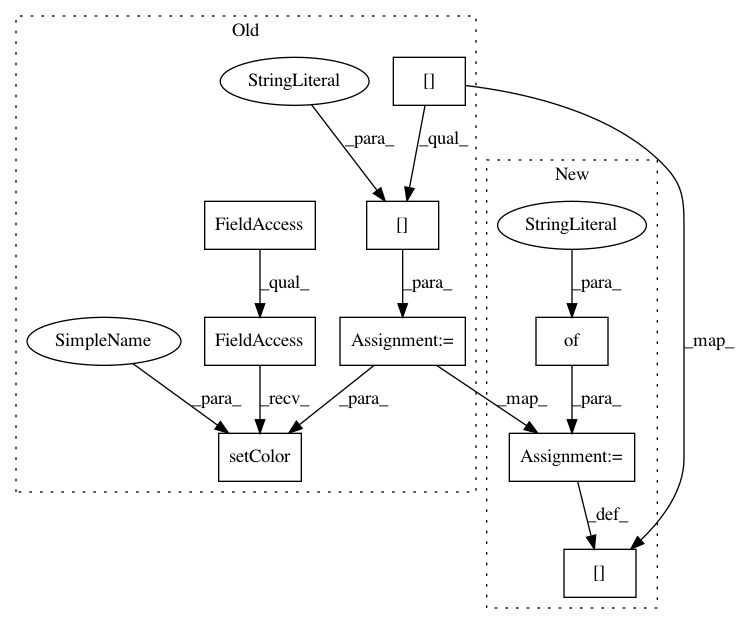 Old
StringLiteral
[]
_para_
_qual_
New
FieldAccess
[]
StringLiteral
_qual_
_para_
_para_
SimpleName
FieldAccess
Assignment:=
of
_map_
_para_
_recv_
_para_
_map_
_para_
setColor
Assignment:=
_def_
[]